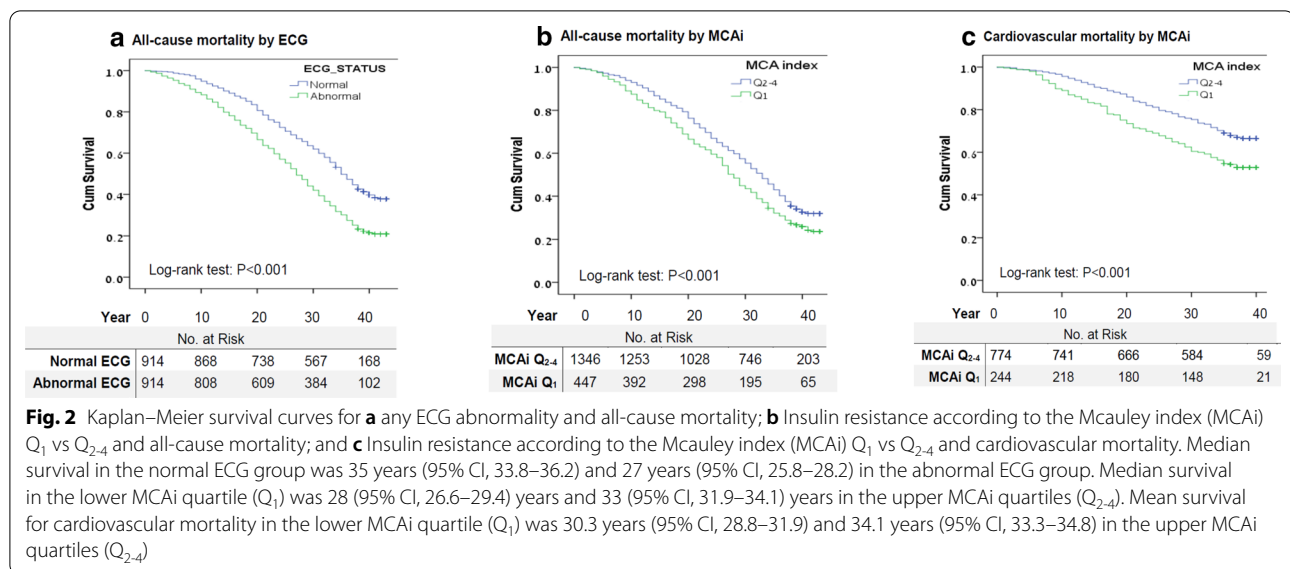 a All-cause mortality by ECG
ECG_STATUS
Normal
Abnormal
1.0
0.8
0.6
0.4
0.2
0.0
Cum Survival
Log-rank test: P<0.001
Year 0 10 20 30 40
No. at Risk
Normal ECG 914 868 738 567 168
Abnormal ECG 914 808 609 384 102
b All-cause mortality by MCAi
MCA index
Q2-4
Q1
1.0
0.8
0.6
0.4
0.2
0.0
Cum Survival
Log-rank test: P<0.001
Year 0 10 20 30 40
No. at Risk
MCAi Q2-4 1346 1253 1028 746 203
MCAi Q1 447 392 298 195 65
c Cardiovascular mortality by MCAi
MCA index
Q2-4
Q1
1.0
0.8
0.6
0.4
0.2
0.0
Cum Survival
Log-rank test: P<0.001
Year 0 10 20 30 40
No. at Risk
MCAi Q2-4 774 741 666 584 59
MCAi Q1 244 218 180 148 21
Fig. 2 Kaplan–Meier survival curves for a any ECG abnormality and all-cause mortality; b Insulin resistance according to the Mcauley index (MCAi)
Q1 vs Q2-4 and all-cause mortality; and c Insulin resistance according to the Mcauley index (MCAi) Q1 vs Q2-4 and cardiovascular mortality. Median
survival in the normal ECG group was 35 years (95% CI, 33.8–36.2) and 27 years (95% CI, 25.8–28.2) in the abnormal ECG group. Median survival
in the lower MCAi quartile (Q1) was 28 (95% CI, 26.6–29.4) years and 33 (95% CI, 31.9–34.1) years in the upper MCAi quartiles (Q2-4). Mean survival
for cardiovascular mortality in the lower MCAi quartile (Q1) was 30.3 years (95% CI, 28.8–31.9) and 34.1 years (95% CI, 33.3–34.8) in the upper MCAi
quartiles (Q2-4)